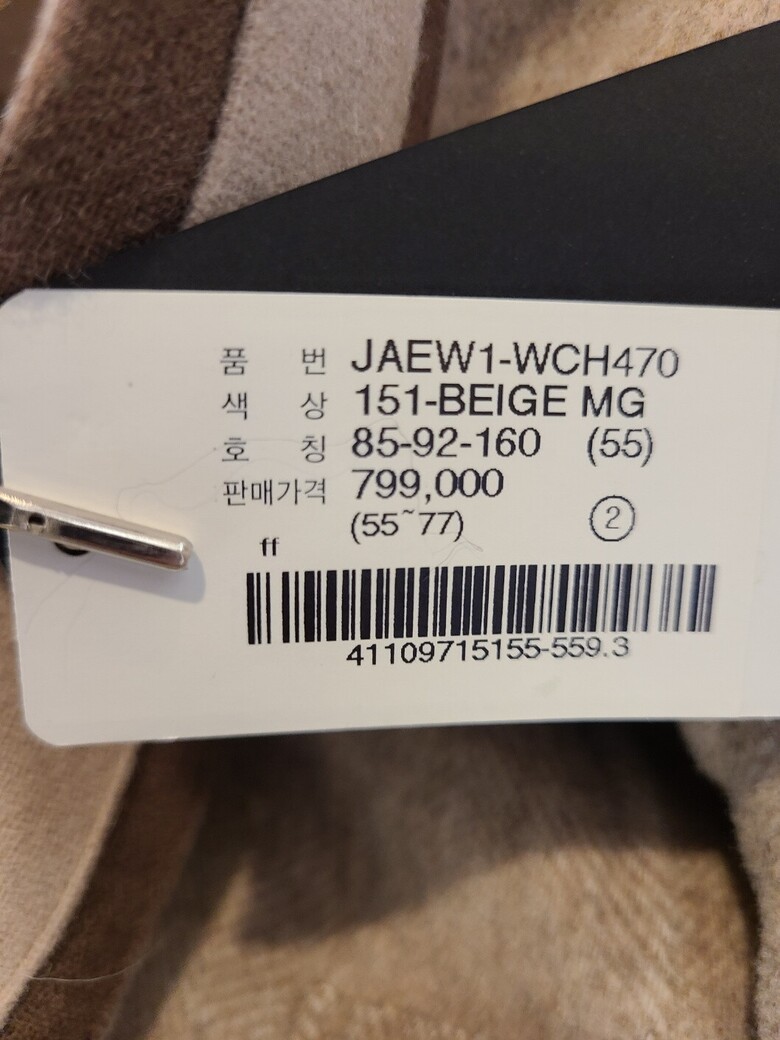 품 번 JAEW1-WCH470
색 상 151-BEIGE MG
호 칭 85-92-160 (55)
판매가격 799,000
(55~77) ②
ff
41109715155-559.3